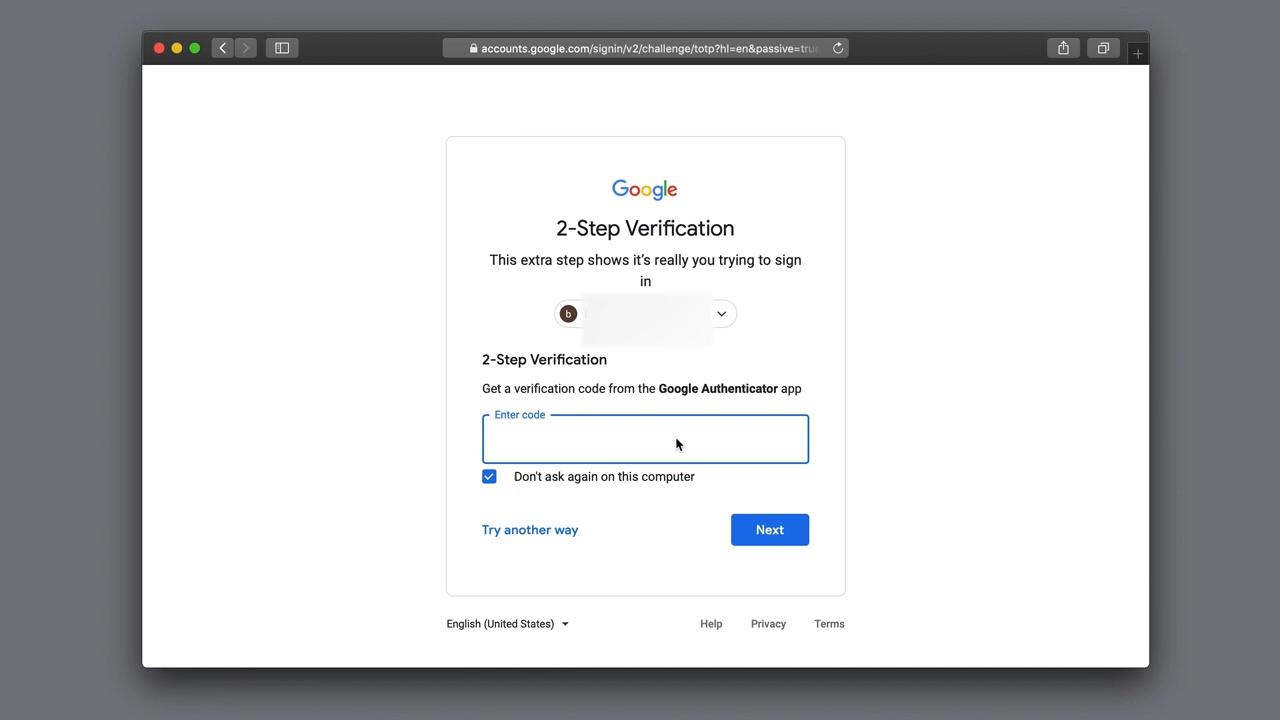 accounts.google.com/signin/v2/challenge/totp?hl=en&passive=true
Google
2-Step Verification
This extra step shows it's really you trying to sign
in
b
2-Step Verification
Get a verification code from the Google Authenticator app
Enter code
Don't ask again on this computer
Try another way
Next
English (United States)
Help
Privacy
Terms